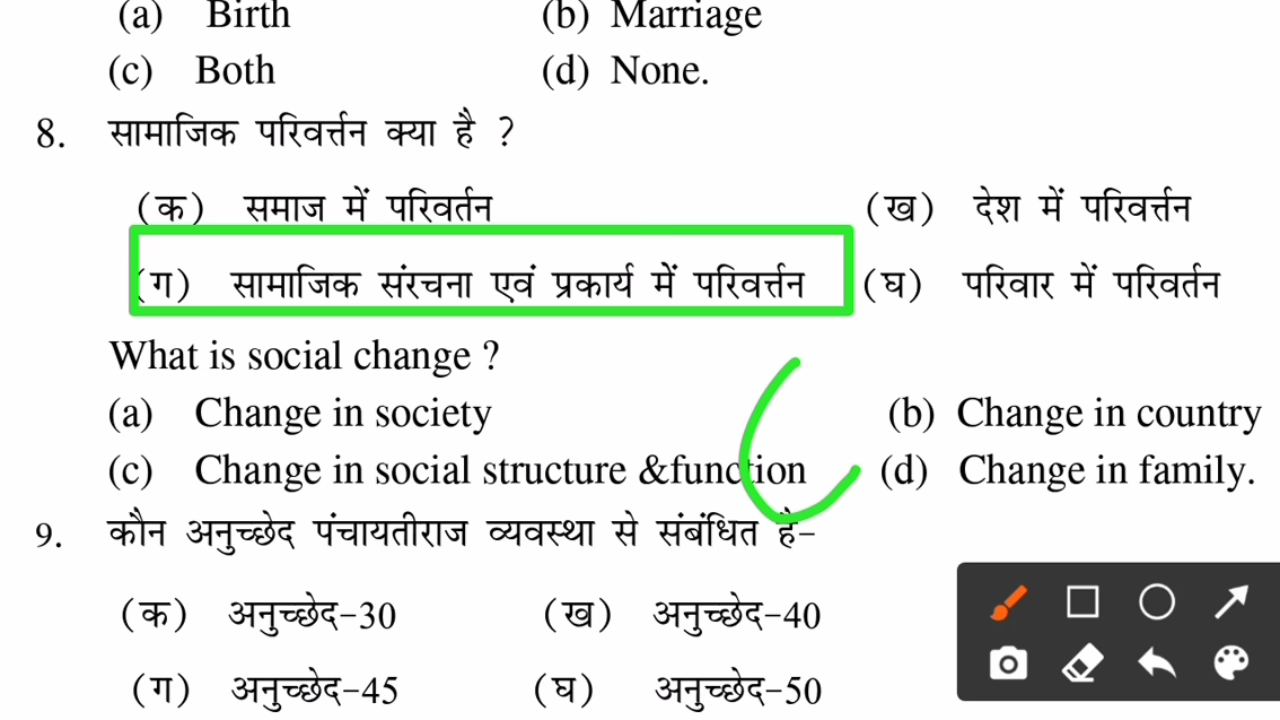 (a) Birth (b) Marriage
(c) Both (d) None.
8. सामाजिक परिवर्त्तन क्या है ?
(क) समाज में परिवर्तन (ख) देश में परिवर्त्तन
(ग) सामाजिक संरचना एवं प्रकार्य में परिवर्त्तन (घ) परिवार में परिवर्तन
What is social change ?
(a) Change in society (b) Change in country
(c) Change in social structure &function (d) Change in family.
9. कौन अनुच्छेद पंचायतीराज व्यवस्था से संबंधित है-
(क) अनुच्छेद-30 (ख) अनुच्छेद-40
(ग) अनुच्छेद-45 (घ) अनुच्छेद-50